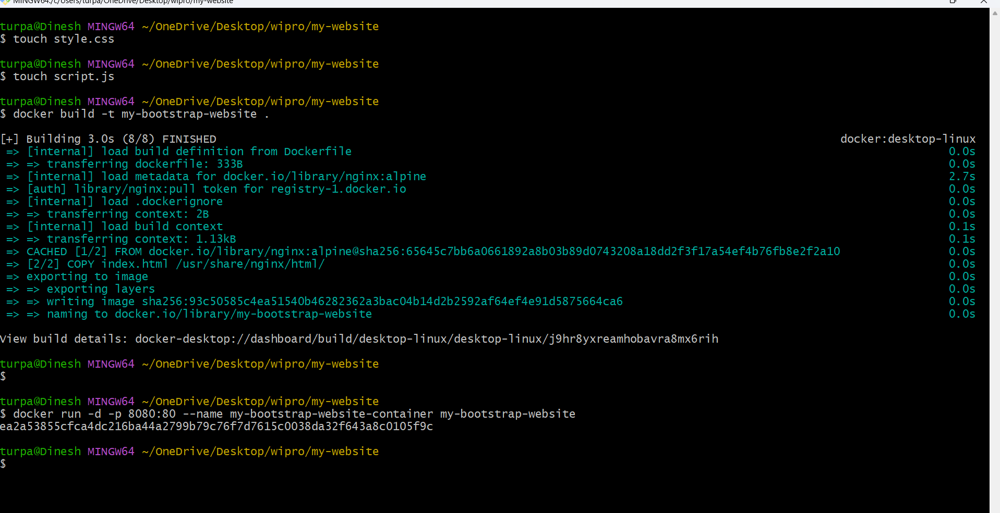 MINGW64:/c/Users/turpa/OneDrive/Desktop/wipro/my-website
turpa@Dinesh MINGW64 ~/OneDrive/Desktop/wipro/my-website
$ touch style.css
turpa@Dinesh MINGW64 ~/OneDrive/Desktop/wipro/my-website
$ touch script.js
turpa@Dinesh MINGW64 ~/OneDrive/Desktop/wipro/my-website
$ docker build -t my-bootstrap-website .
[+] Building 3.0s (8/8) FINISHED docker:desktop-linux
=> [internal] load build definition from Dockerfile 0.0s
=> => transferring dockerfile: 333B 0.0s
=> [internal] load metadata for docker.io/library/nginx:alpine 2.7s
=> [auth] library/nginx:pull token for registry-1.docker.io 0.0s
=> [internal] load .dockerignore 0.0s
=> => transferring context: 2B 0.0s
=> [internal] load build context 0.1s
=> => transferring context: 1.13kB 0.1s
=> CACHED [1/2] FROM docker.io/library/nginx:alpine@sha256:65645c7bb6a0661892a8b03b89d0743208a18dd2f3f17a54ef4b76fb8e2f2a10 0.0s
=> [2/2] COPY index.html /usr/share/nginx/html/ 0.0s
=> exporting to image 0.0s
=> => exporting layers 0.0s
=> => writing image sha256:93c50585c4ea51540b46282362a3bac04b14d2b2592af64ef4e91d5875664ca6 0.0s
=> => naming to docker.io/library/my-bootstrap-website 0.0s
View build details: docker-desktop://dashboard/build/desktop-linux/desktop-linux/j9hr8yxreamhobavra8mx6rih
turpa@Dinesh MINGW64 ~/OneDrive/Desktop/wipro/my-website
$
turpa@Dinesh MINGW64 ~/OneDrive/Desktop/wipro/my-website
$ docker run -d -p 8080:80 --name my-bootstrap-website-container my-bootstrap-website
ea2a53855cfca4dc216ba44a2799b79c76f7d7615c0038da32f643a8c0105f9c
turpa@Dinesh MINGW64 ~/OneDrive/Desktop/wipro/my-website
$